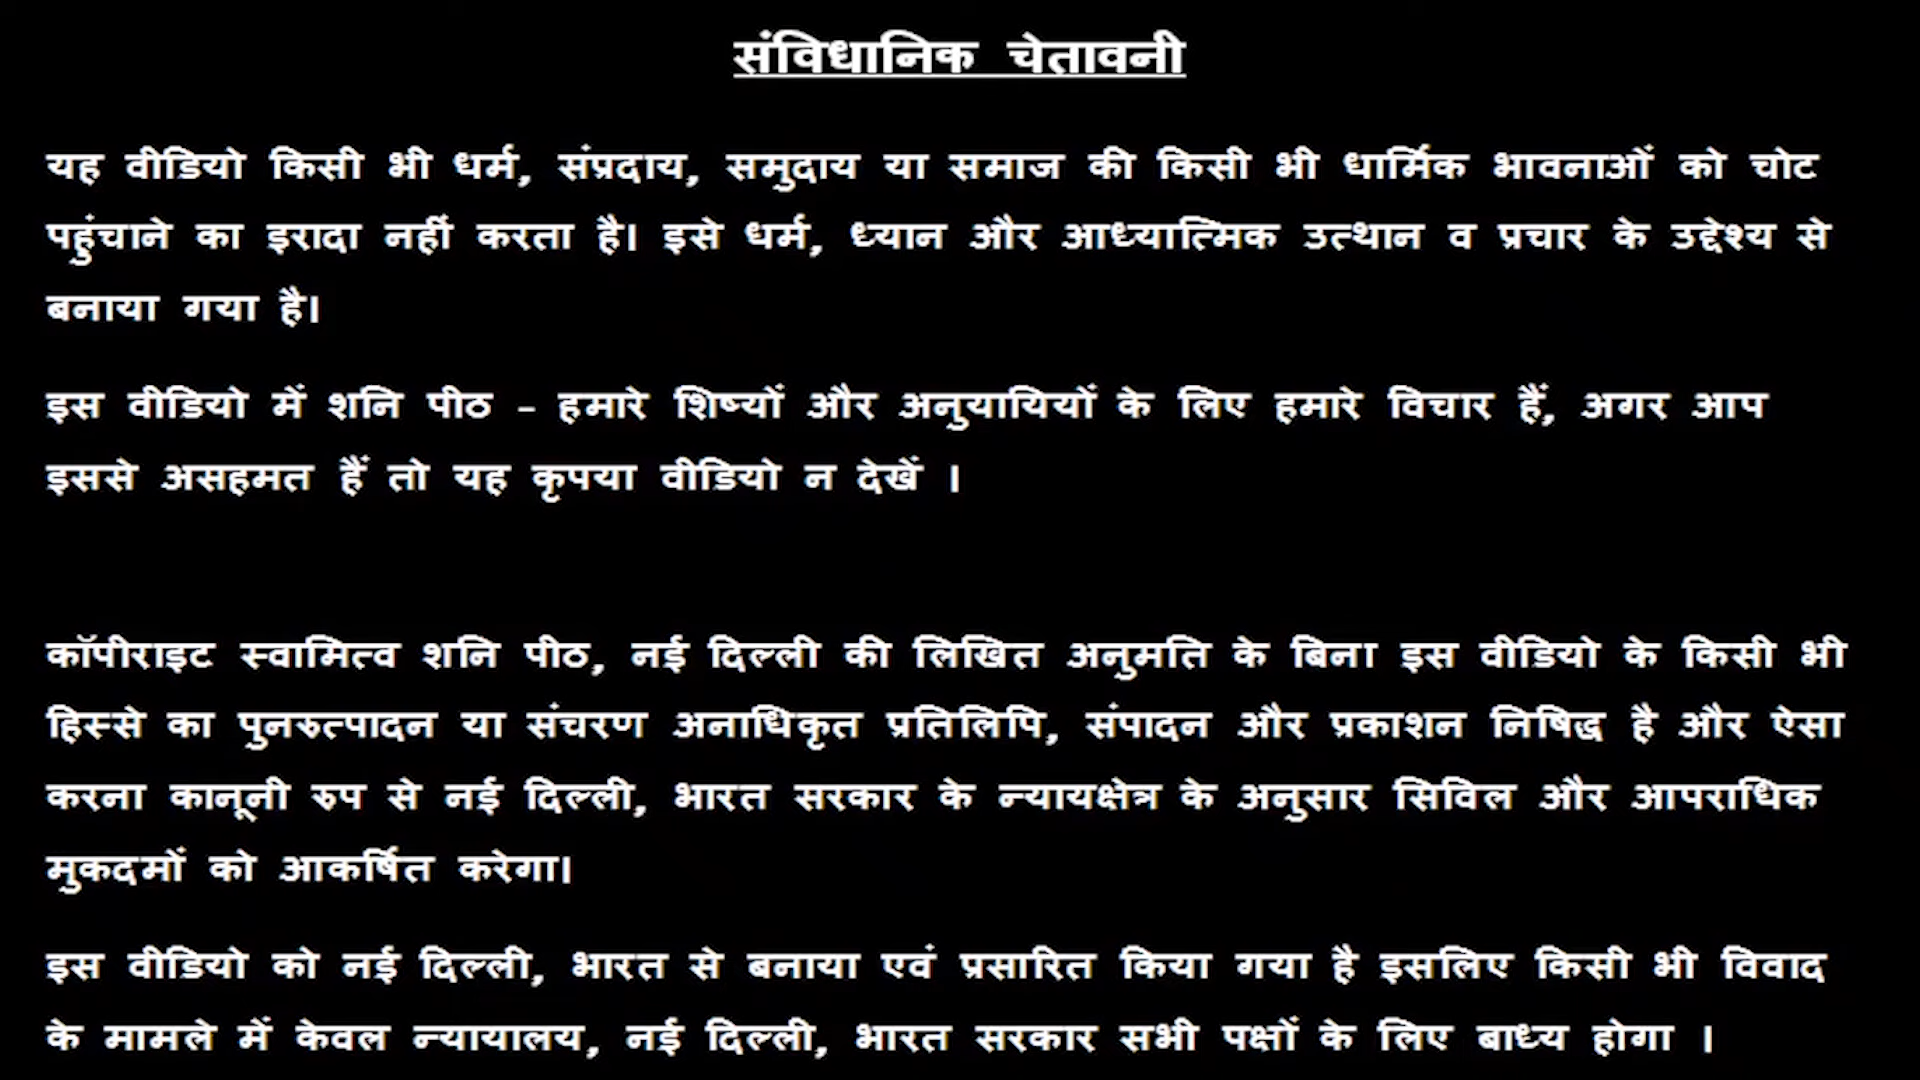 संविधानिक चेतावनी
यह वीडियो किसी भी धर्म, संप्रदाय, समुदाय या समाज की किसी भी धार्मिक भावनाओं को चोट
पहुंचाने का इरादा नहीं करता है। इसे धर्म, ध्यान और आध्यात्मिक उत्थान व प्रचार के उद्देश्य से
बनाया गया है।
इस वीडियो में शनि पीठ – हमारे शिष्यों और अनुयायियों के लिए हमारे विचार हैं, अगर आप
इससे असहमत हैं तो यह कृपया वीडियो न देखें ।
कॉपीराइट स्वामित्व शनि पीठ, नई दिल्ली की लिखित अनुमति के बिना इस वीडियो के किसी भी
हिस्से का पुनरुत्पादन या संचरण अनाधिकृत प्रतिलिपि, संपादन और प्रकाशन निषिद्ध है और ऐसा
करना कानूनी रुप से नई दिल्ली, भारत सरकार के न्यायक्षेत्र के अनुसार सिविल और आपराधिक
मुकदमों को आकर्षित करेगा।
इस वीडियो को नई दिल्ली, भारत से बनाया एवं प्रसारित किया गया है इसलिए किसी भी विवाद
के मामले में केवल न्यायालय, नई दिल्ली, भारत सरकार सभी पक्षों के लिए बाध्य होगा ।